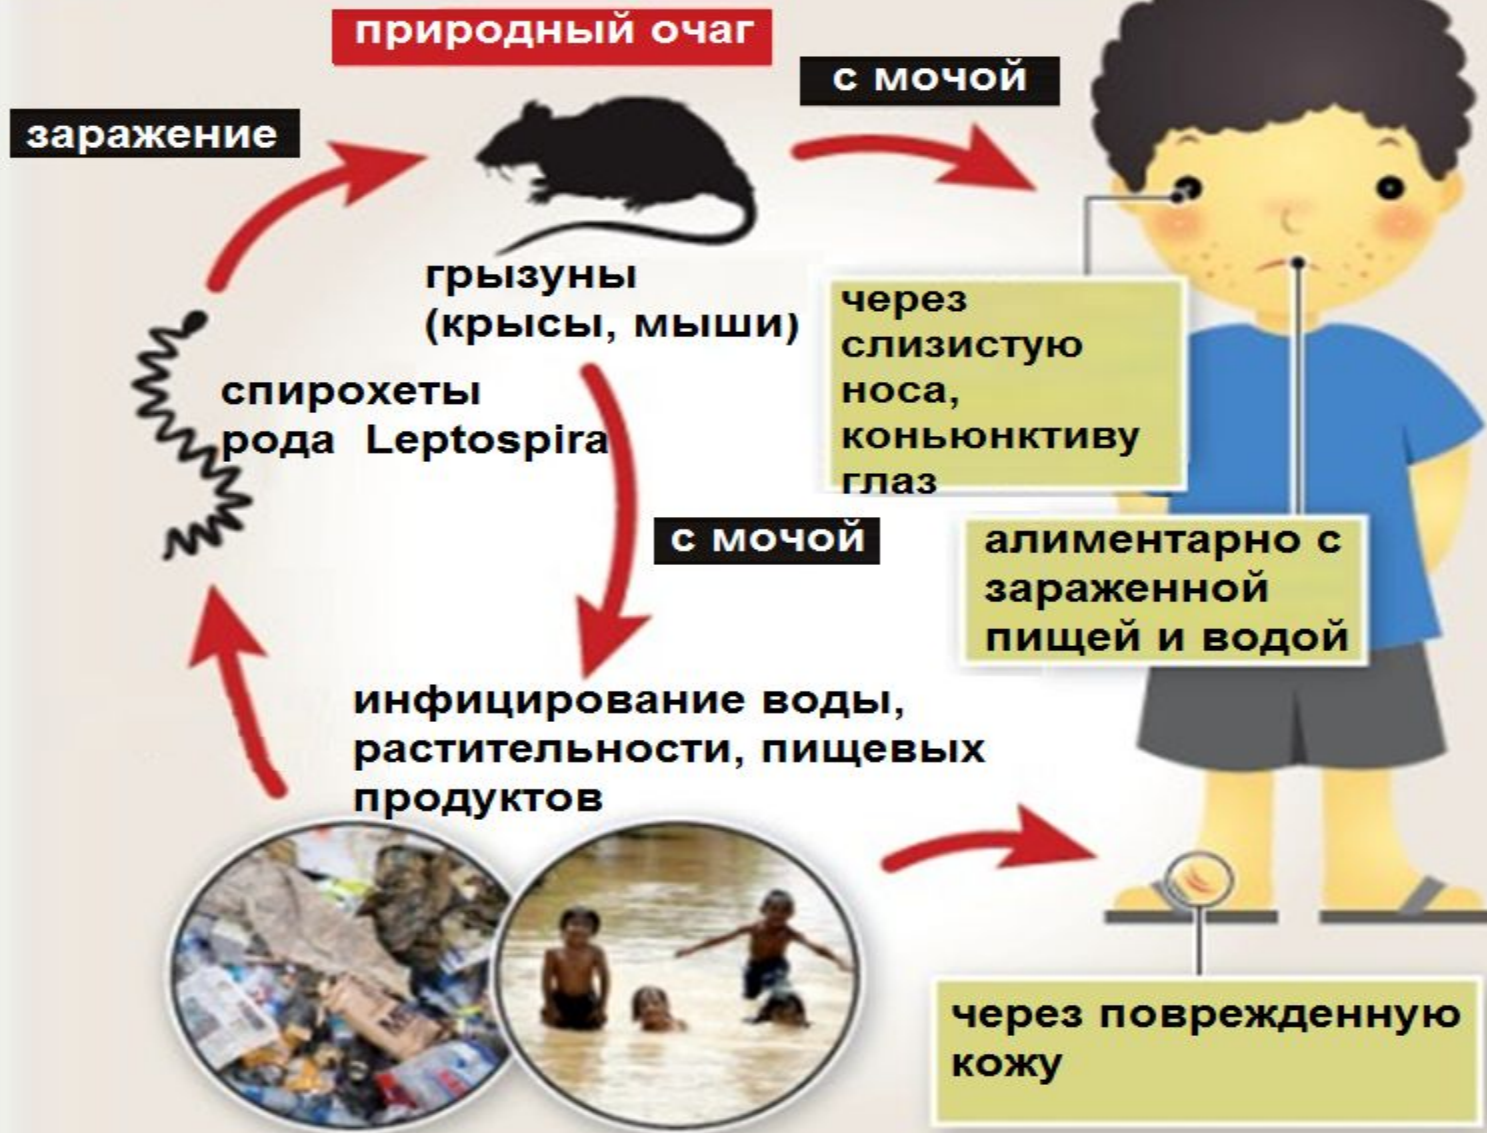 природный очаг
с мочой
заражение
грызуны
(крысы, мыши)
через
слизистую
носа,
коньюнктиву
глаз
спирохеты
рода Leptospira
с мочой
алиментарно с
зараженной
пищей и водой
инфицирование воды,
растительности, пищевых
продуктов
через поврежденную
кожу